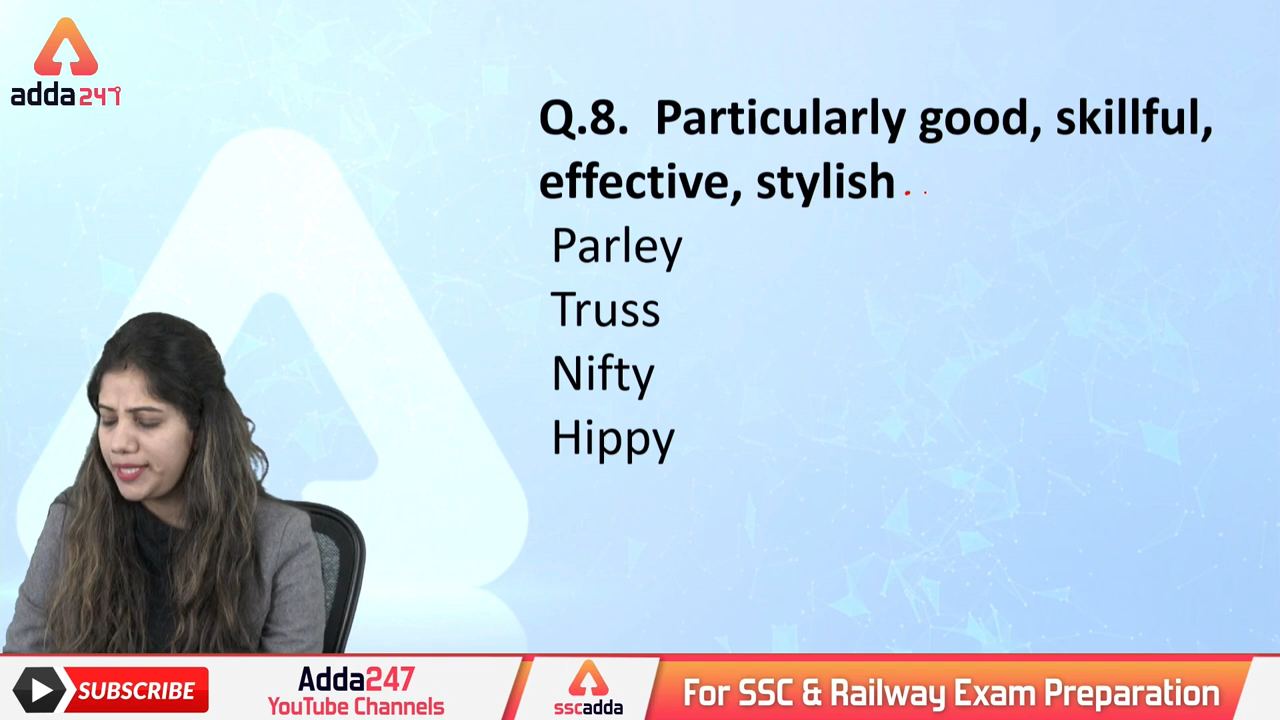 adda247
Q.8. Particularly good, skillful,
effective, stylish
Parley
Truss
Nifty
Hippy
SUBSCRIBE
Adda247
YouTube Channels
sscadda
For SSC & Railway Exam Preparation